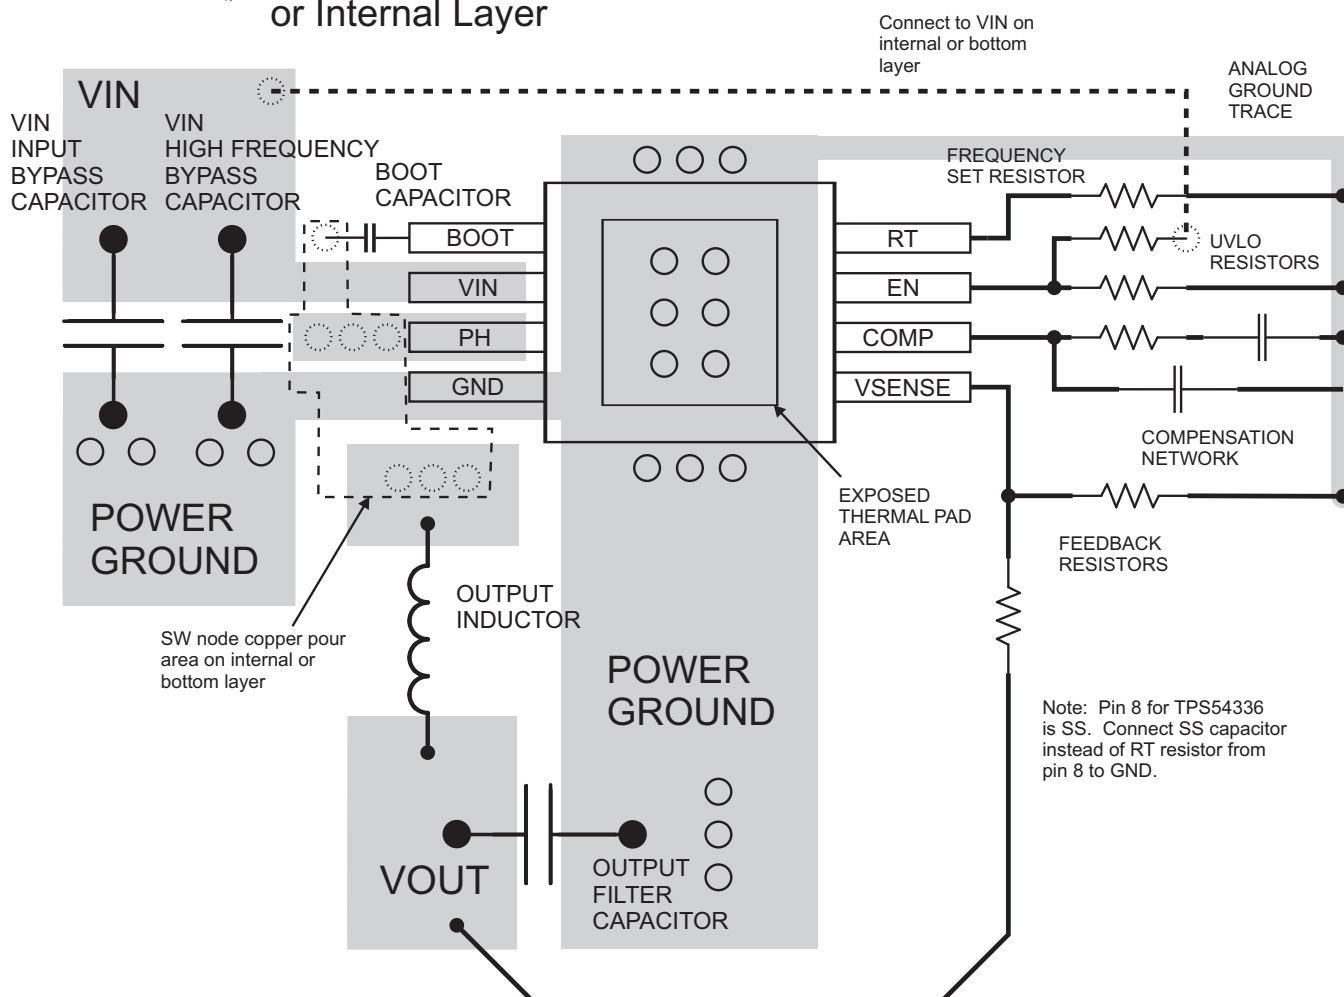 or Internal Layer
Connect to VIN on
internal or bottom
layer
ANALOG
GROUND
TRACE
VIN
VIN
INPUT
BYPASS
CAPACITOR
VIN
HIGH FREQUENCY
BYPASS
CAPACITOR
BOOT
CAPACITOR
FREQUENCY
SET RESISTOR
BOOT
VIN
PH
GND
RT
EN
COMP
VSENSE
UVLO
RESISTORS
COMPENSATION
NETWORK
EXPOSED
THERMAL PAD
AREA
FEEDBACK
RESISTORS
POWER
GROUND
OUTPUT
INDUCTOR
SW node copper pour
area on internal or
bottom layer
POWER
GROUND
Note: Pin 8 for TPS54336
is SS. Connect SS capacitor
instead of RT resistor from
pin 8 to GND.
VOUT
OUTPUT
FILTER
CAPACITOR